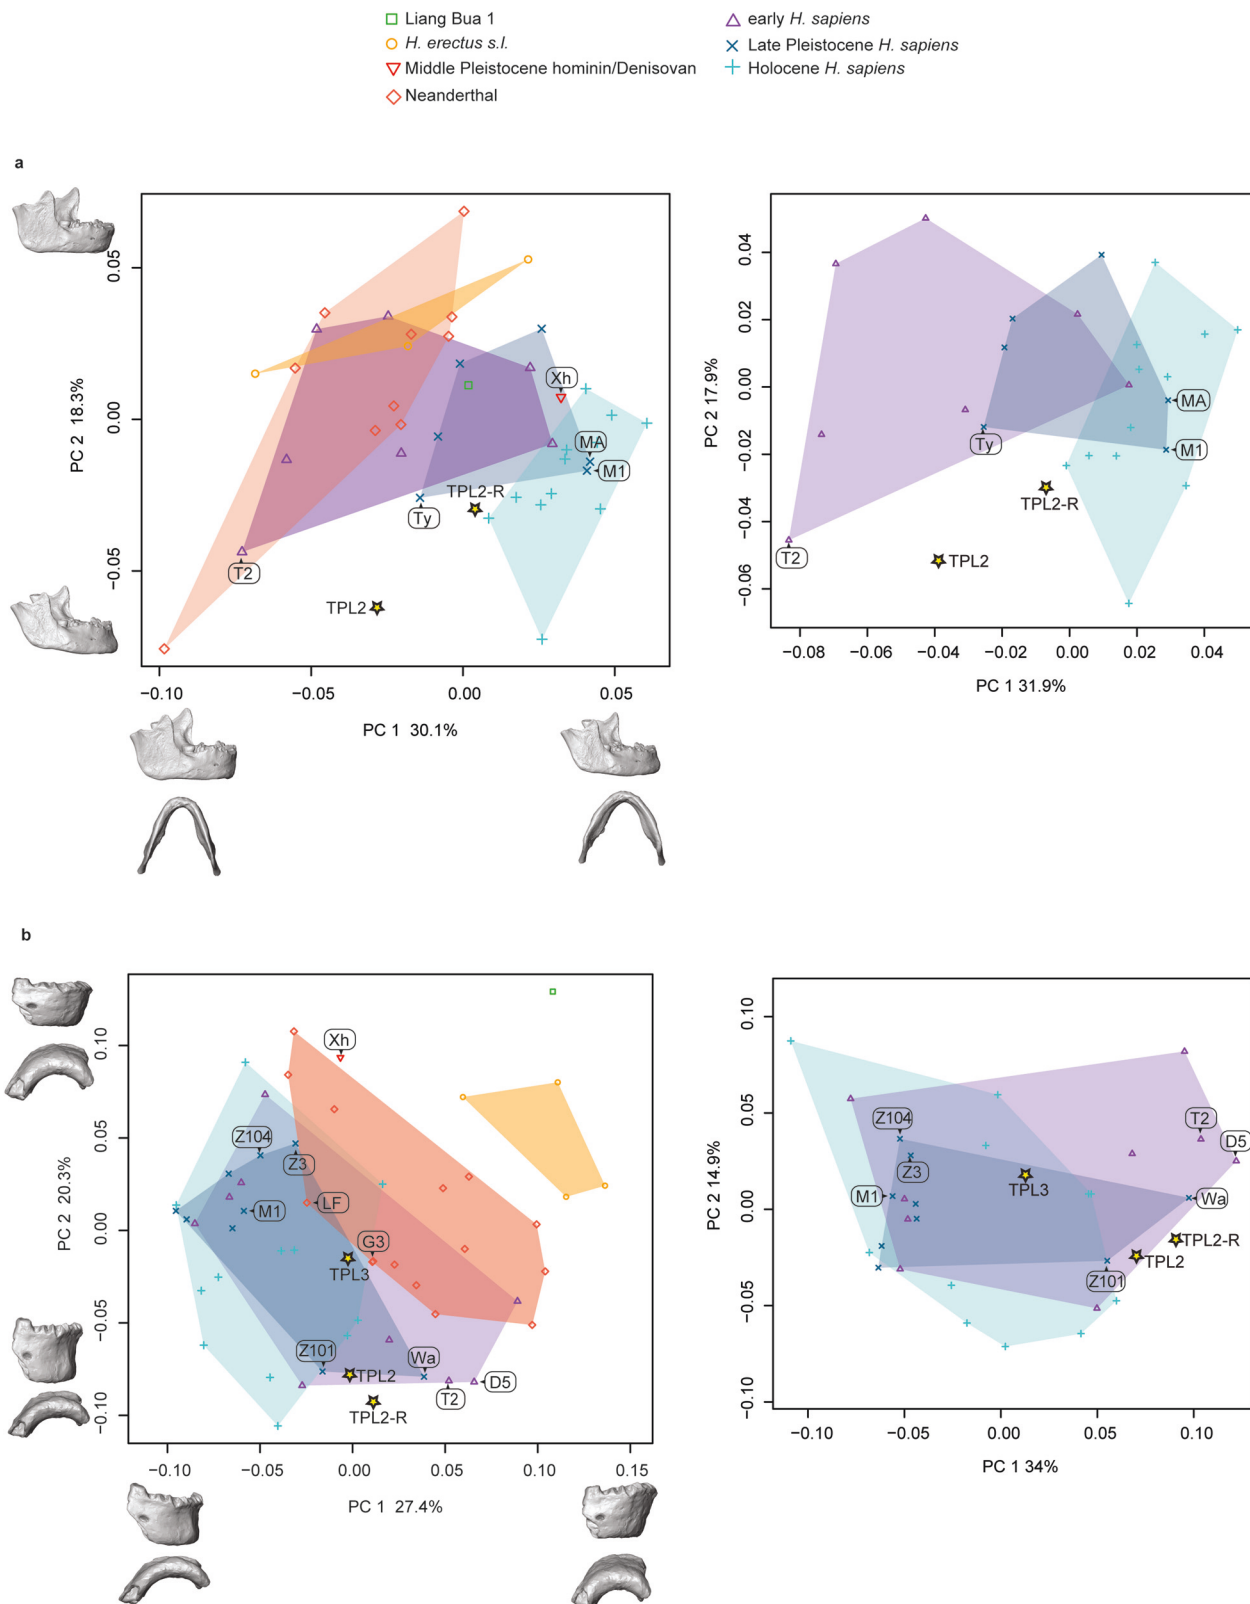 Liang Bua 1
H. erectus s.l.
Middle Pleistocene hominin/Denisovan
Neanderthal
early H. sapiens
Late Pleistocene H. sapiens
Holocene H. sapiens
a
PC 2 18.3%
0.05
0.00
−0.05
Xh
MA
M1
TPL2-R
Ty
T2
TPL2
−0.10 −0.05 0.00 0.05
PC 1 30.1%
PC 2 17.9%
0.04
0.02
0.00
−0.02
−0.04
−0.06
MA
Ty
M1
TPL2-R
T2
TPL2
−0.08 −0.06 −0.04 −0.02 0.00 0.02 0.04
PC 1 31.9%
b
PC 2 20.3%
0.10
0.05
0.00
−0.05
−0.10
Xh
Z104
Z3
M1
LF
G3
TPL3
Z101
Wa
TPL2
T2
D5
TPL2-R
−0.10 −0.05 0.00 0.05 0.10 0.15
PC 1 27.4%
PC 2 14.9%
0.10
0.05
0.00
−0.05
−0.10
Z104
T2
D5
Z3
TPL3
M1
Wa
TPL2-R
TPL2
Z101
−0.10 −0.05 0.00 0.05 0.10
PC 1 34%